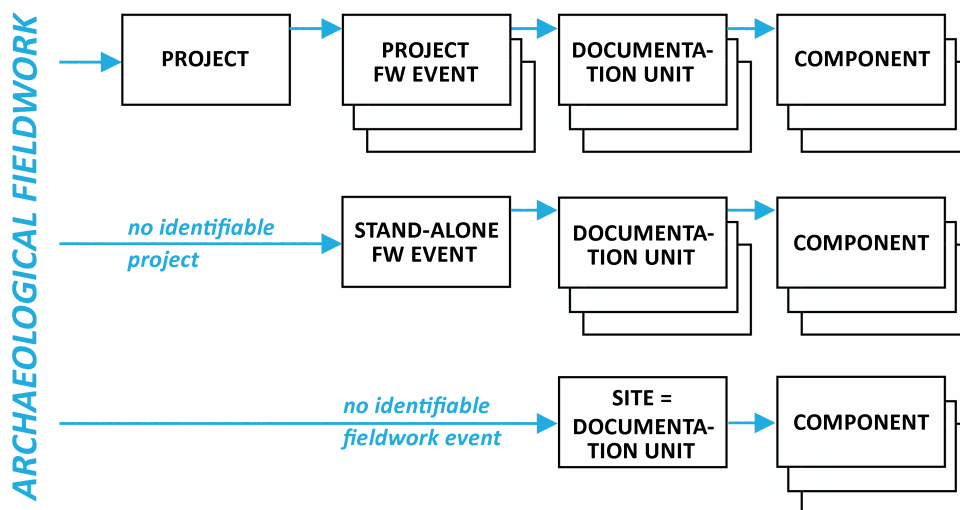 ARCHAEOLOGICAL FIELDWORK
PROJECT
PROJECT
FW EVENT
DOCUMENTA-
TION UNIT
COMPONENT
no identifiable
project
STAND-ALONE
FW EVENT
DOCUMENTA-
TION UNIT
COMPONENT
no identifiable
fieldwork event
SITE =
DOCUMENTA-
TION UNIT
COMPONENT